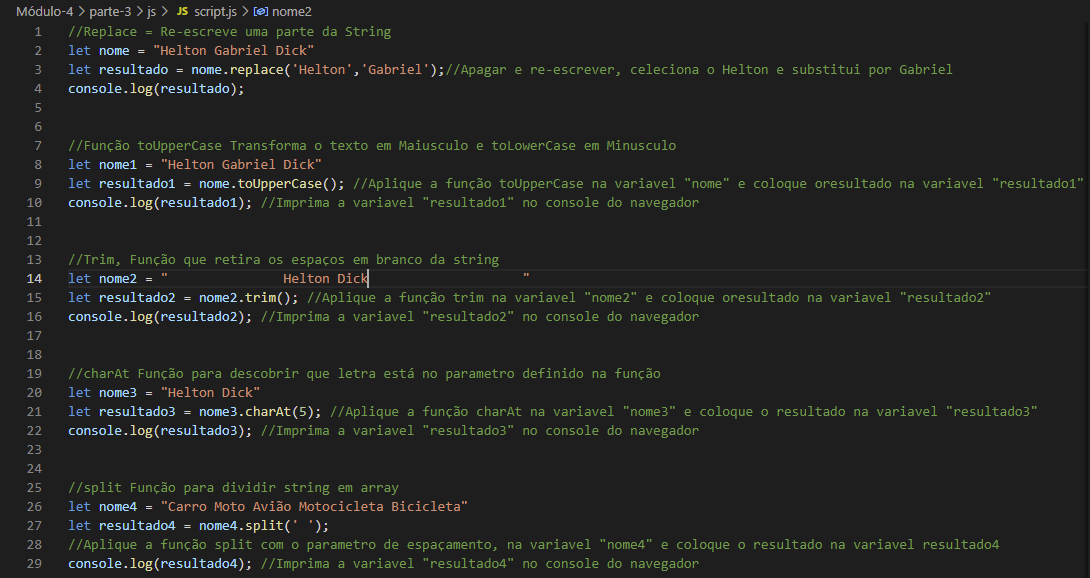 Módulo-4 > parte-3 > js > JS script.js > nome2
1 //Replace = Re-escreve uma parte da String
2 let nome = "Helton Gabriel Dick"
3 let resultado = nome.replace('Helton','Gabriel');//Apagar e re-escrever, celeciona o Helton e substitui por Gabriel
4 console.log(resultado);
5
6
7 //Função toUpperCase Transforma o texto em Maiusculo e toLowerCase em Minusculo
8 let nome1 = "Helton Gabriel Dick"
9 let resultado1 = nome.toUpperCase(); //Aplique a função toUpperCase na variavel "nome" e coloque oresultado na variavel "resultado1"
10 console.log(resultado1); //Imprima a variavel "resultado1" no console do navegador
11
12
13 //Trim, Função que retira os espaços em branco da string
14 let nome2 = "               Helton Dick                    "
15 let resultado2 = nome2.trim(); //Aplique a função trim na variavel "nome2" e coloque oresultado na variavel "resultado2"
16 console.log(resultado2); //Imprima a variavel "resultado2" no console do navegador
17
18
19 //charAt Função para descobrir que letra está no parametro definido na função
20 let nome3 = "Helton Dick"
21 let resultado3 = nome3.charAt(5); //Aplique a função charAt na variavel "nome3" e coloque o resultado na variavel "resultado3"
22 console.log(resultado3); //Imprima a variavel "resultado3" no console do navegador
23
24
25 //split Função para dividir string em array
26 let nome4 = "Carro Moto Avião Motocicleta Bicicleta"
27 let resultado4 = nome4.split(' ');
28 //Aplique a função split com o parametro de espaçamento, na variavel "nome4" e coloque o resultado na variavel resultado4
29 console.log(resultado4); //Imprima a variavel "resultado4" no console do navegador